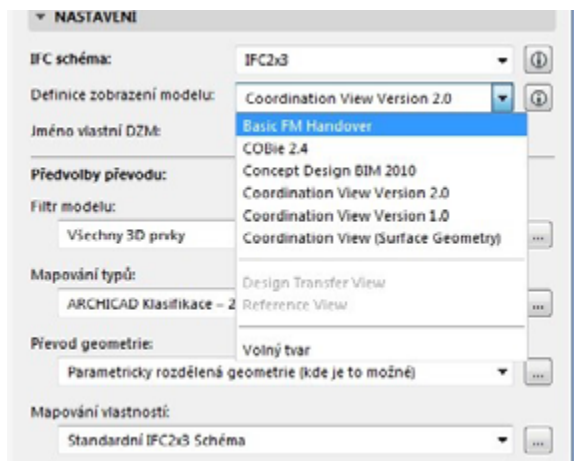 NASTAVENÍ
IFC schéma: IFC2x3
Definice zobrazení modelu: Coordination View Version 2.0
Jméno vlastní DZM: Basic FM Handover
COBie 2.4
Concept Design BIM 2010
Předvolby převodu:
Coordination View Version 2.0
Filtr modelu:
Coordination View Version 1.0
Všechny 3D prvky
Coordination View (Surface Geometry)
...
Mapování typů:
Design Transfer View
ARCHICAD Klasifikace – 2
Reference View
...
Převod geometrie:
Volný tvar
Parametricky rozdělená geometrie (kde je to možné)
...
Mapování vlastností:
Standardní IFC2x3 Schéma
...